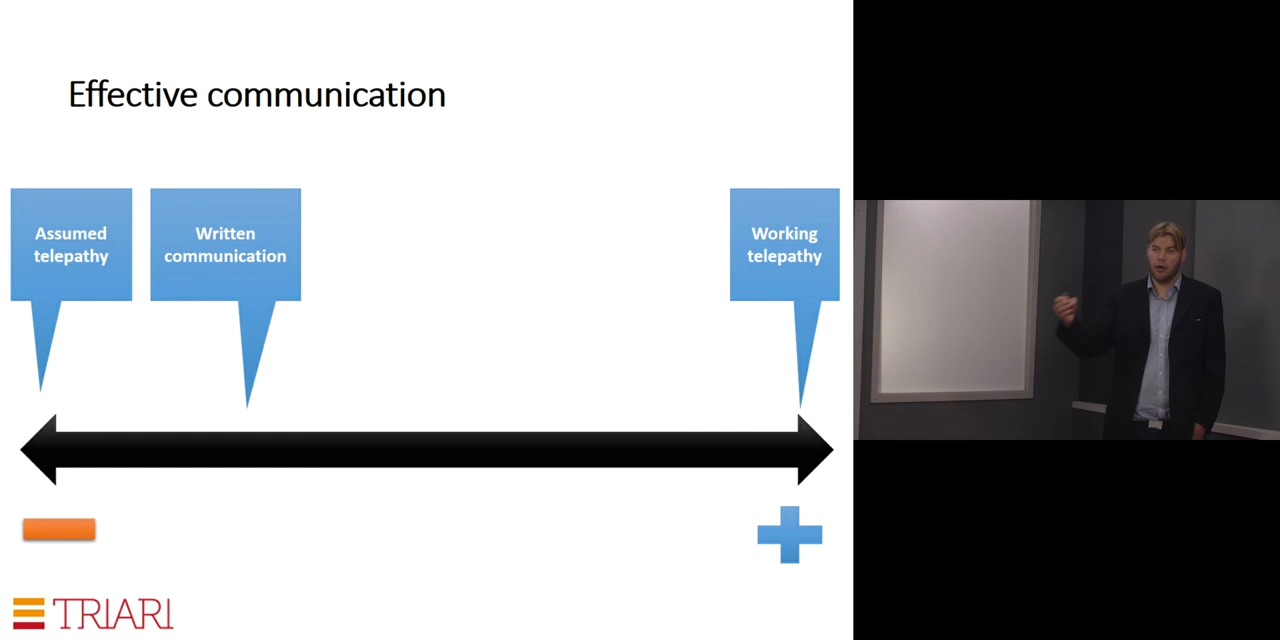 Effective communication
Assumed
telepathy
Written
communication
Working
telepathy
TRIARI